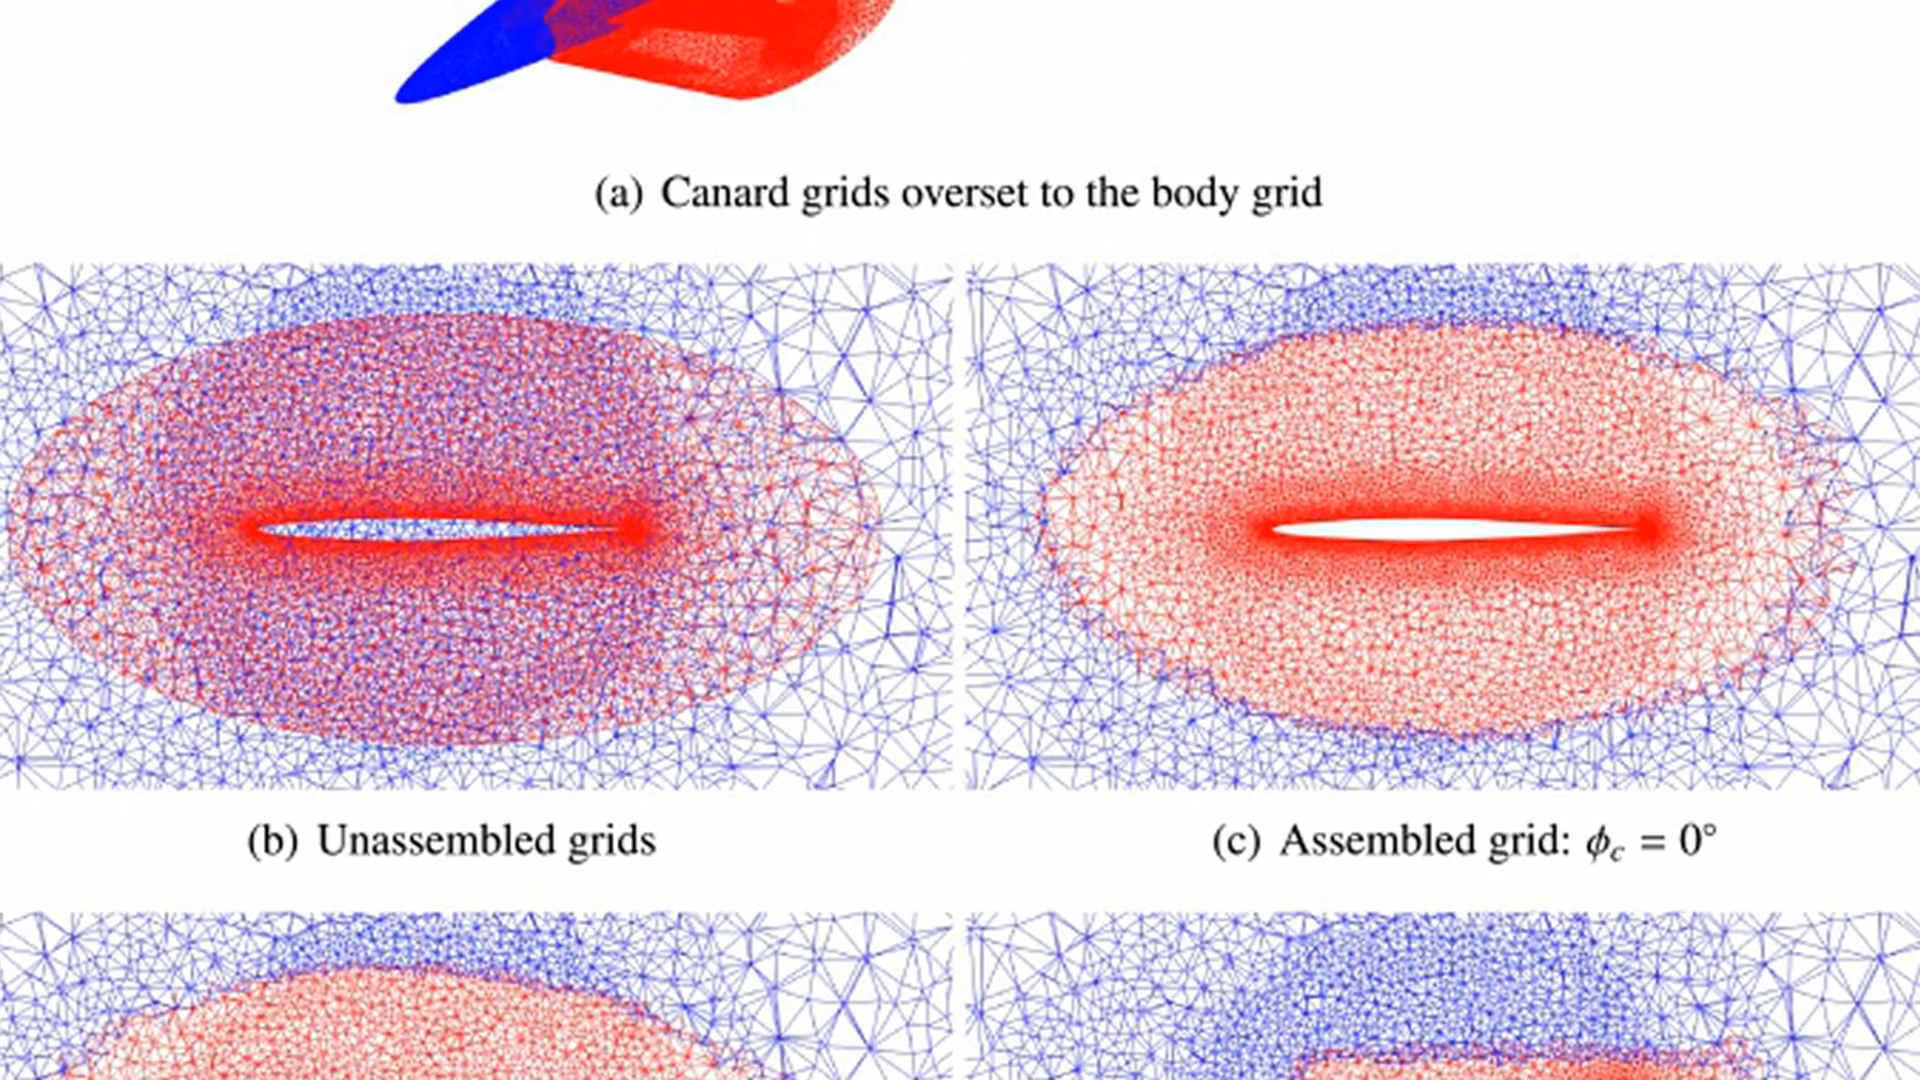 (a) Canard grids overset to the body grid
(b) Unassembled grids
(c) Assembled grid: ϕc = 0°